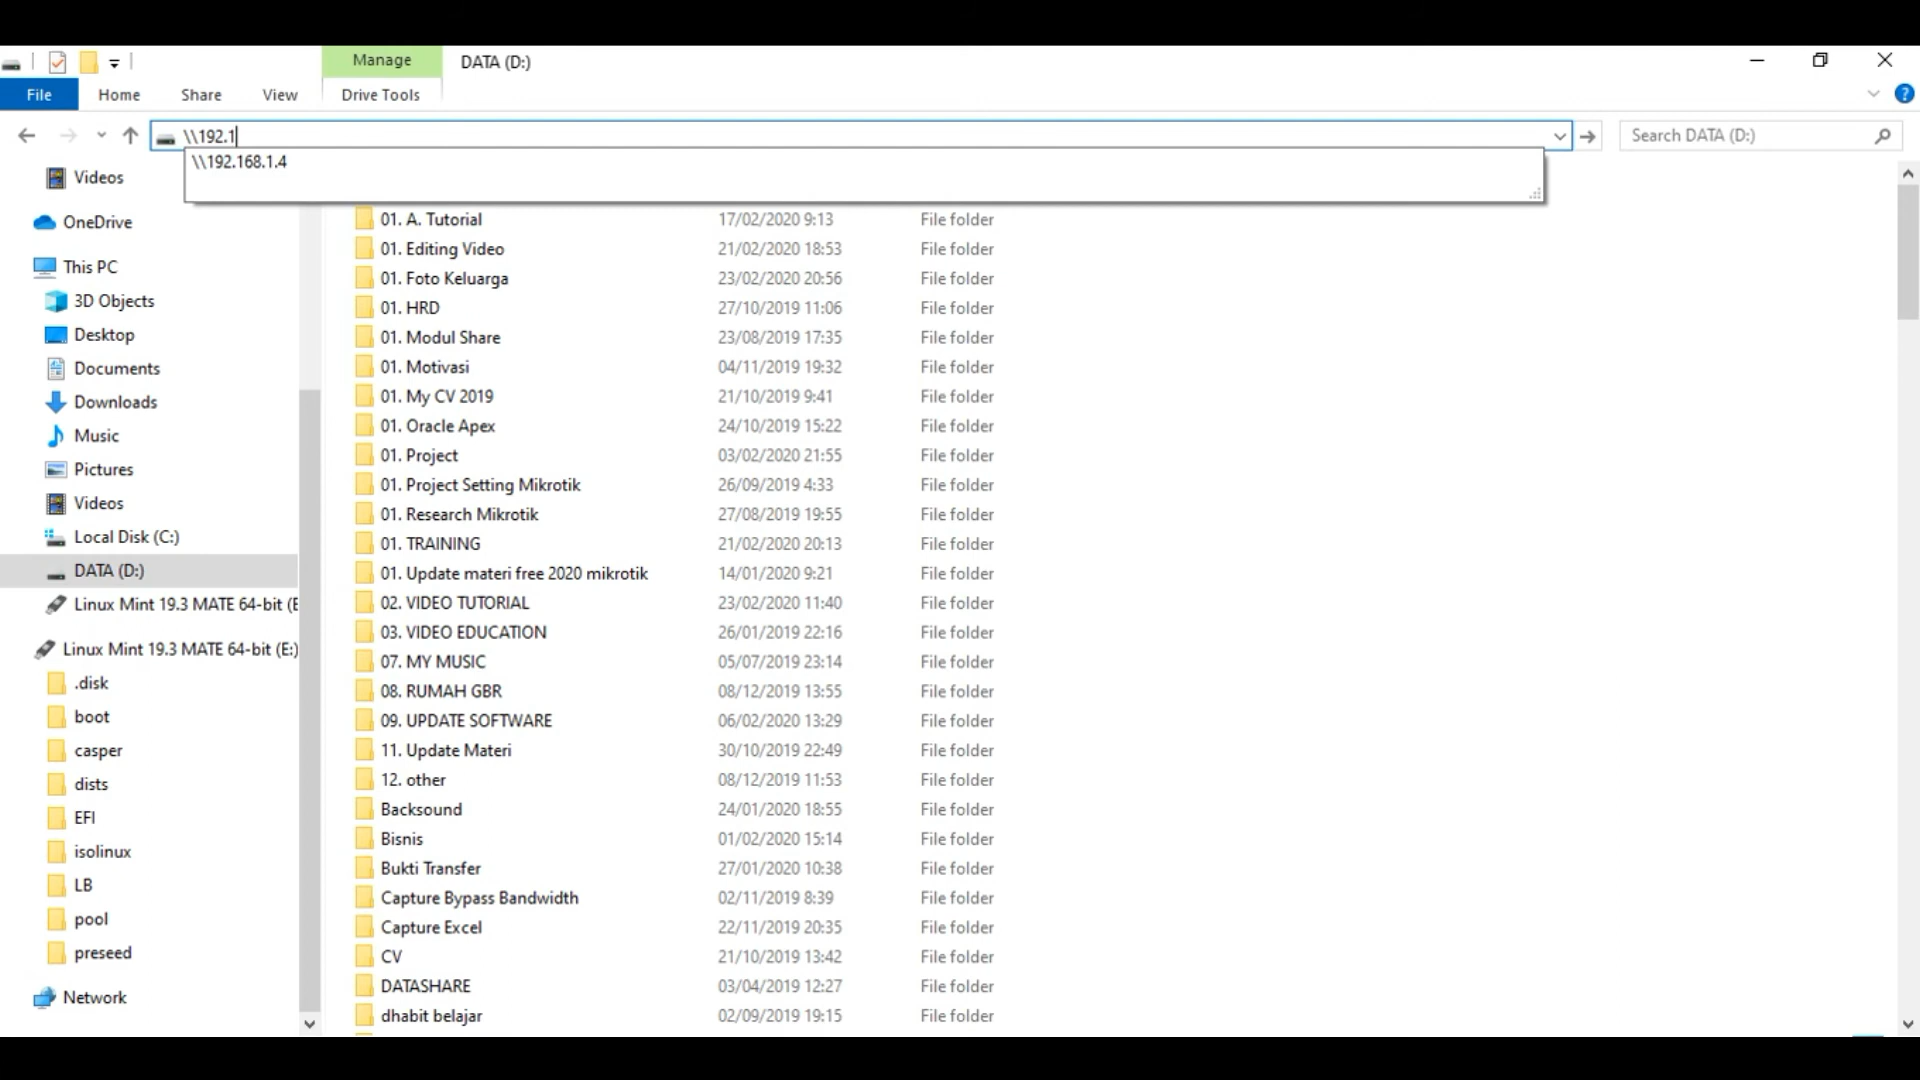 Manage
DATA (D:)
File
Home
Share
View
Drive Tools
?
\\192.1
Search DATA (D:)
\\192.168.1.4
Videos
OneDrive
This PC
3D Objects
Desktop
Documents
Downloads
Music
Pictures
Videos
Local Disk (C:)
DATA (D:)
Linux Mint 19.3 MATE 64-bit (E
Linux Mint 19.3 MATE 64-bit (E:)
.disk
boot
casper
dists
EFI
isolinux
LB
pool
preseed
Network
01. A. Tutorial 17/02/2020 9:13 File folder
01. Editing Video 21/02/2020 18:53 File folder
01. Foto Keluarga 23/02/2020 20:56 File folder
01. HRD 27/10/2019 11:06 File folder
01. Modul Share 23/08/2019 17:35 File folder
01. Motivasi 04/11/2019 19:32 File folder
01. My CV 2019 21/10/2019 9:41 File folder
01. Oracle Apex 24/10/2019 15:22 File folder
01. Project 03/02/2020 21:55 File folder
01. Project Setting Mikrotik 26/09/2019 4:33 File folder
01. Research Mikrotik 27/08/2019 19:55 File folder
01. TRAINING 21/02/2020 20:13 File folder
01. Update materi free 2020 mikrotik 14/01/2020 9:21 File folder
02. VIDEO TUTORIAL 23/02/2020 11:40 File folder
03. VIDEO EDUCATION 26/01/2019 22:16 File folder
07. MY MUSIC 05/07/2019 23:14 File folder
08. RUMAH GBR 08/12/2019 13:55 File folder
09. UPDATE SOFTWARE 06/02/2020 13:29 File folder
11. Update Materi 30/10/2019 22:49 File folder
12. other 08/12/2019 11:53 File folder
Backsound 24/01/2020 18:55 File folder
Bisnis 01/02/2020 15:14 File folder
Bukti Transfer 27/01/2020 10:38 File folder
Capture Bypass Bandwidth 02/11/2019 8:39 File folder
Capture Excel 22/11/2019 20:35 File folder
CV 21/10/2019 13:42 File folder
DATASHARE 03/04/2019 12:27 File folder
dhabit belajar 02/09/2019 19:15 File folder